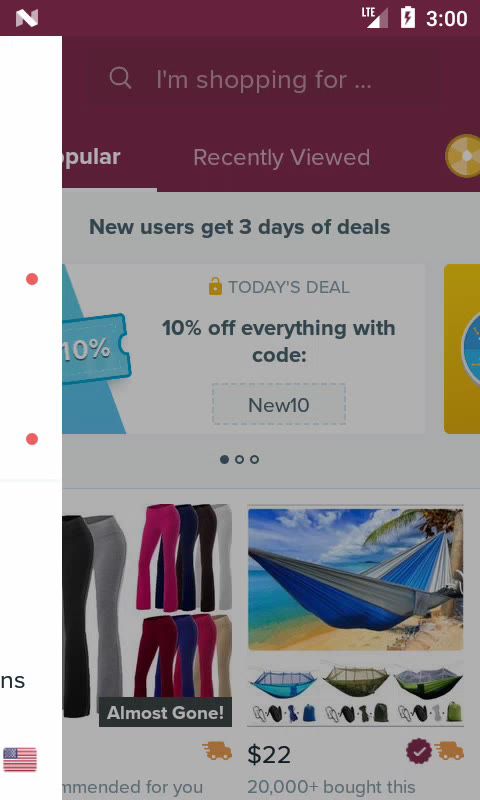 LTE 3:00
I'm shopping for ...
opular Recently Viewed
New users get 3 days of deals
TODAY'S DEAL
10% off everything with
code:
10%
New10
Almost Gone!
ns
$22
mmended for you 20,000+ bought this